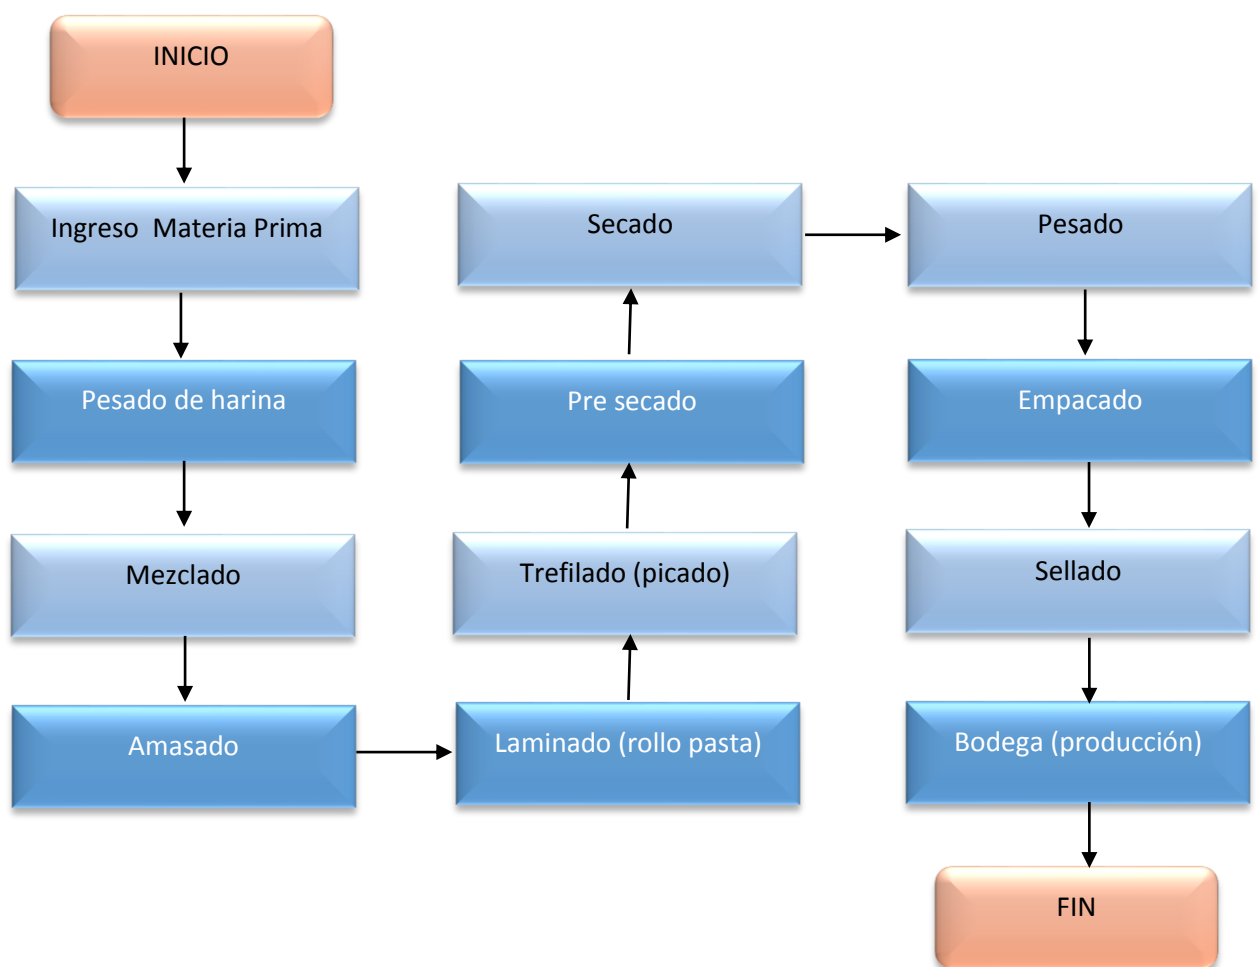 INICIO
Ingreso  Materia Prima
Pesado de harina
Mezclado
Amasado
Laminado (rollo pasta)
Trefilado (picado)
Pre secado
Secado
Pesado
Empacado
Sellado
Bodega (producción)
FIN